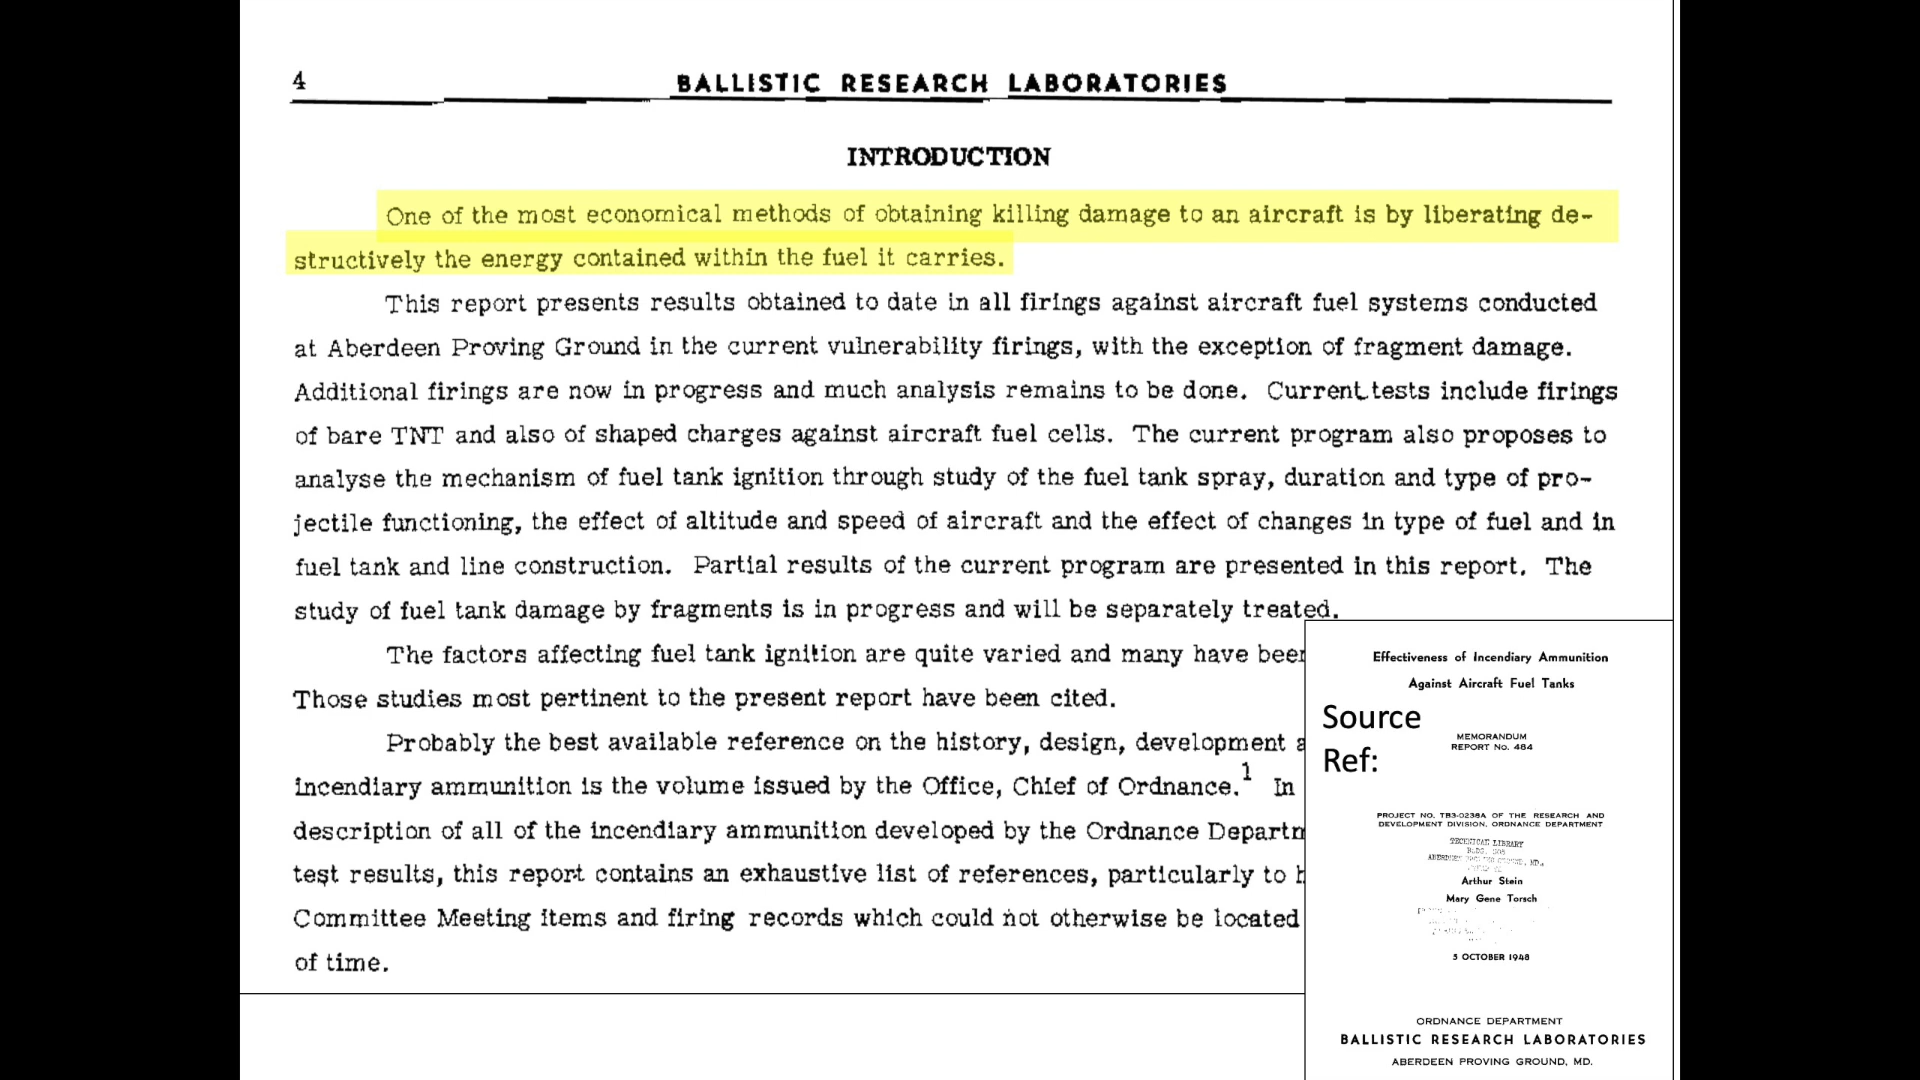 4
BALLISTIC RESEARCH LABORATORIES
INTRODUCTION
One of the most economical methods of obtaining killing damage to an aircraft is by liberating de-
structively the energy contained within the fuel it carries.
This report presents results obtained to date in all firings against aircraft fuel systems conducted
at Aberdeen Proving Ground in the current vulnerability firings, with the exception of fragment damage.
Additional firings are now in progress and much analysis remains to be done. Current tests include firings
of bare TNT and also of shaped charges against aircraft fuel cells. The current program also proposes to
analyse the mechanism of fuel tank ignition through study of the fuel tank spray, duration and type of pro-
jectile functioning, the effect of altitude and speed of aircraft and the effect of changes in type of fuel and in
fuel tank and line construction. Partial results of the current program are presented in this report. The
study of fuel tank damage by fragments is in progress and will be separately treated.
The factors affecting fuel tank ignition are quite varied and many have been
Those studies most pertinent to the present report have been cited.
Probably the best available reference on the history, design, development a
incendiary ammunition is the volume issued by the Office, Chief of Ordnance.1 In
description of all of the incendiary ammunition developed by the Ordnance Departm
test results, this report contains an exhaustive list of references, particularly to
Committee Meeting items and firing records which could not otherwise be located
of time.
Effectiveness of Incendiary Ammunition
Against Aircraft Fuel Tanks
Source
Ref:
MEMORANDUM
REPORT No. 484
PROJECT NO. TB3-0238A OF THE RESEARCH AND
DEVELOPMENT DIVISION, ORDNANCE DEPARTMENT
TECHNICAL LIBRARY
BLDG. 305
ABERDEEN PROVING GROUND, MD.
Arthur Stein
Mary Gene Torsch
5 OCTOBER 1948
ORDNANCE DEPARTMENT
BALLISTIC RESEARCH LABORATORIES
ABERDEEN PROVING GROUND, MD.